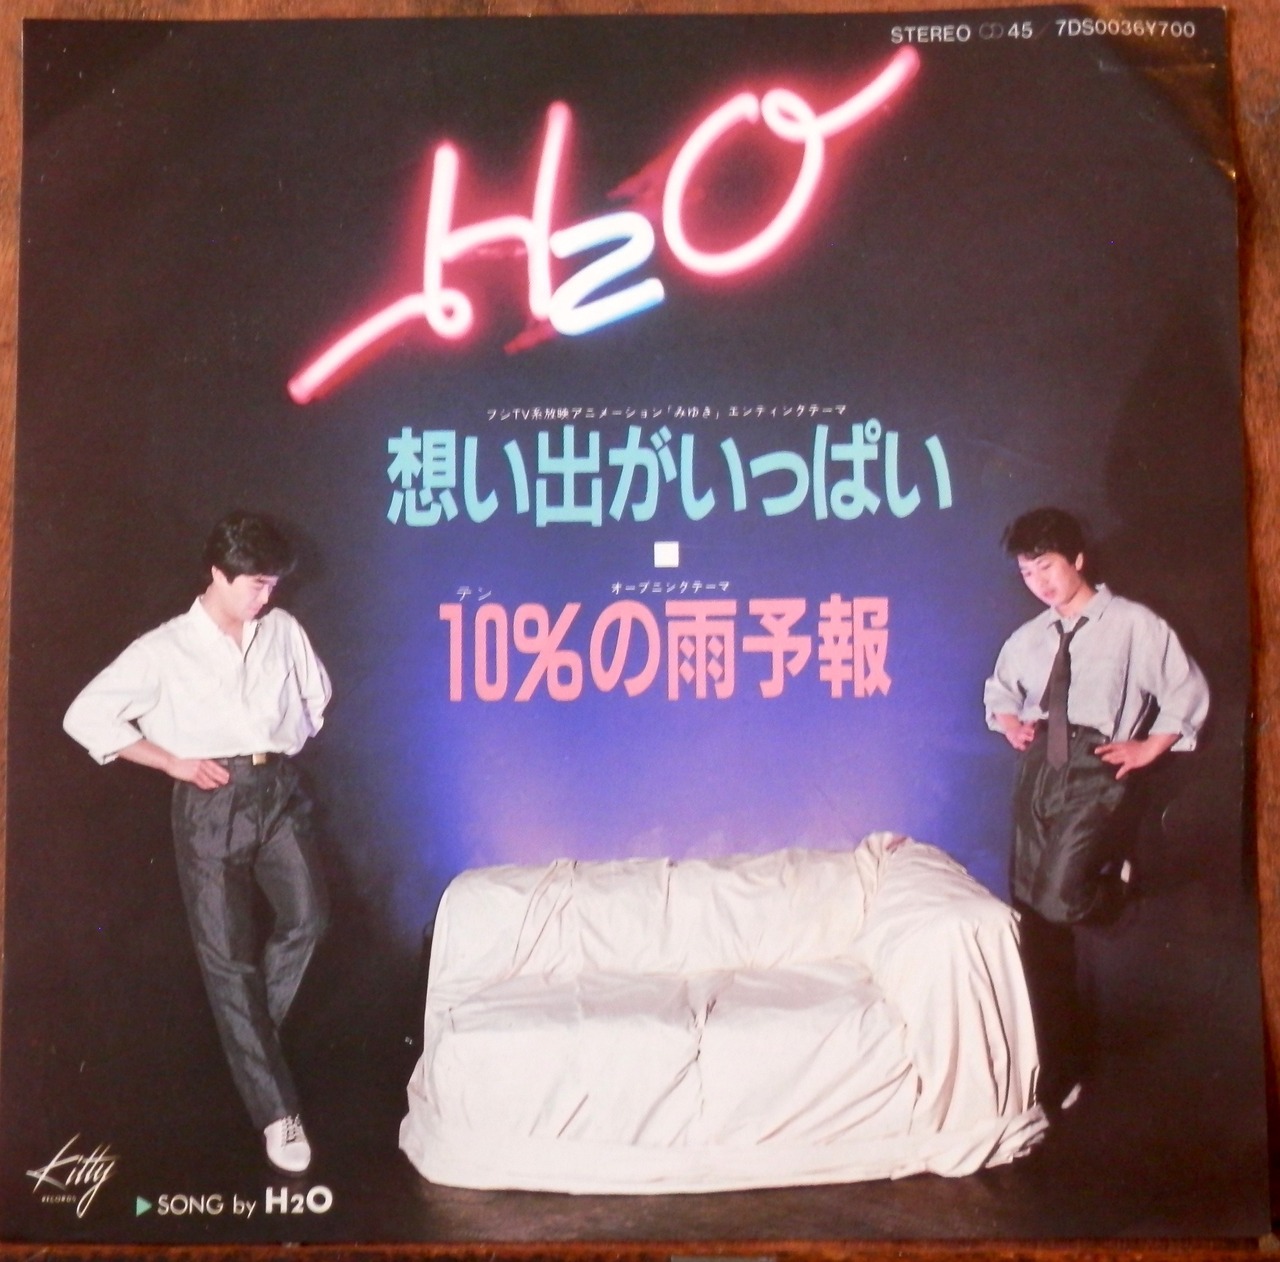 STEREO 45 7DS0036¥700
H2O
フジTV系放映アニメーション「みゆき」エンディングテーマ
想い出がいっぱい
テン オープニングテーマ
10%の雨予報
Kitty
RECORDS
SONG by H2O